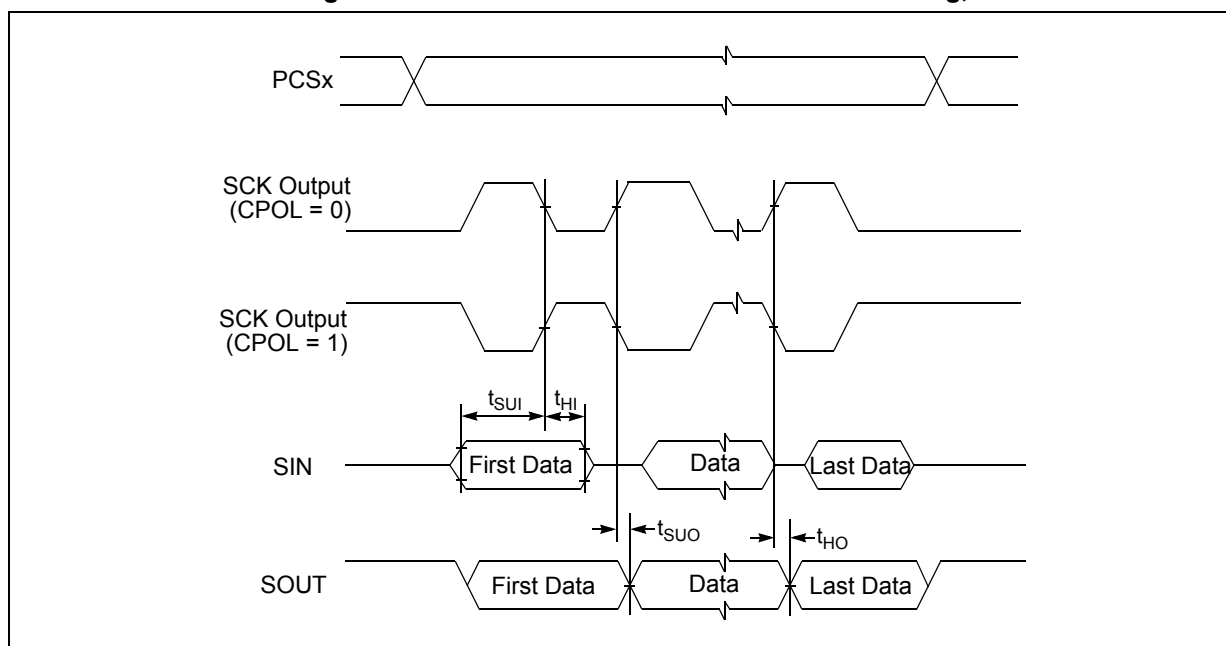 PCSx
SCK Output
(CPOL = 0)
SCK Output
(CPOL = 1)
tSUI
tHI
SIN
First Data
Data
Last Data
tSUO
tHO
SOUT
First Data
Data
Last Data